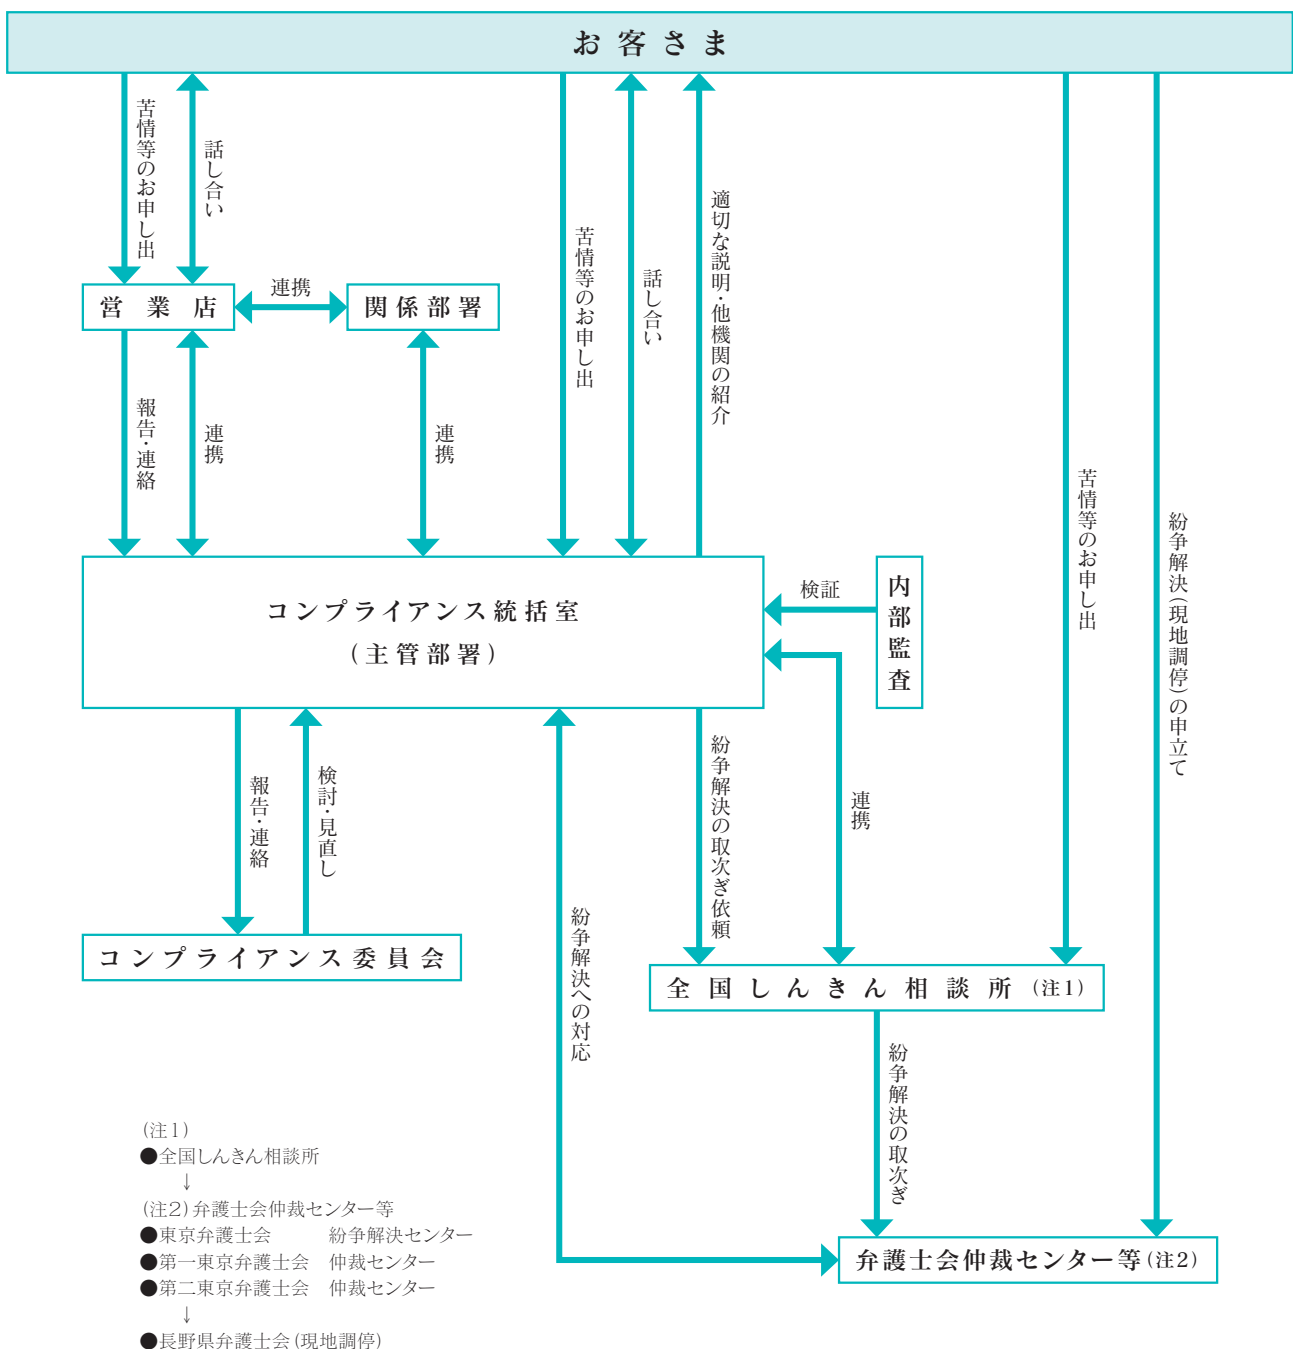 お客さま
苦情等のお申し出
話し合い
苦情等のお申し出
話し合い
適切な説明・他機関の紹介
苦情等のお申し出
紛争解決(現地調停)の申立て
営業店
連携
関係部署
報告・連絡
連携
連携
コンプライアンス統括室
(主管部署)
検証
内部監査
報告・連絡
検討・見直し
紛争解決の取次ぎ依頼
連携
紛争解決への対応
コンプライアンス委員会
全国しんきん相談所(注1)
紛争解決の取次ぎ
弁護士会仲裁センター等(注2)
(注1)
●全国しんきん相談所
↓
(注2)弁護士会仲裁センター等
●東京弁護士会 紛争解決センター
●第一東京弁護士会 仲裁センター
●第二東京弁護士会 仲裁センター
↓
●長野県弁護士会(現地調停)